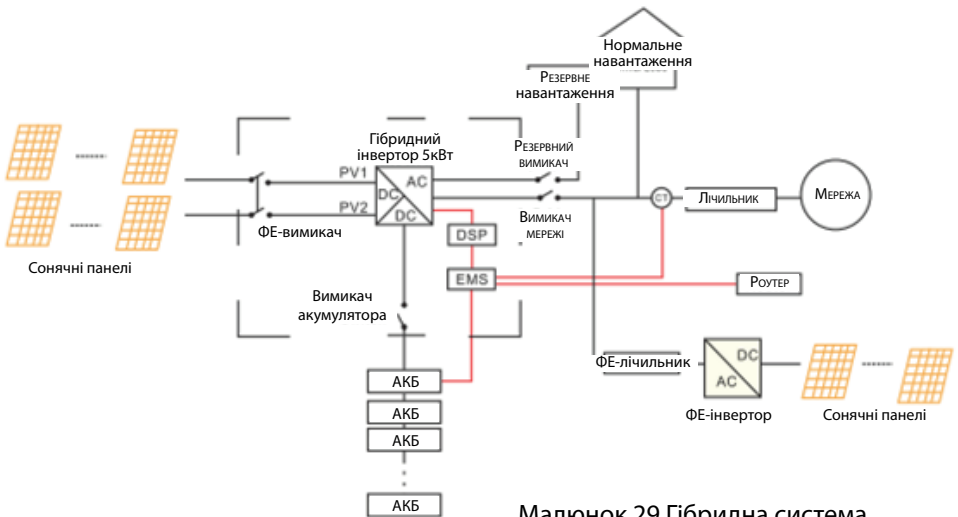 Нормальне
навантаження
Резервне
навантаження
Гібридний
інвертор 5кВт
Резервний
вимикач
PV1
AC
DC
PV2
DC
ФЕ-вимикач
DSP
Вимикач
мережі
CT
Лічильник
Мережа
Сонячні панелі
EMS
Роутер
Вимикач
акумулятора
ФЕ-лічильник
DC
AC
АКБ
АКБ
АКБ
АКБ
ФЕ-інвертор
Сонячні панелі
Малюнок 29 Гібридна система